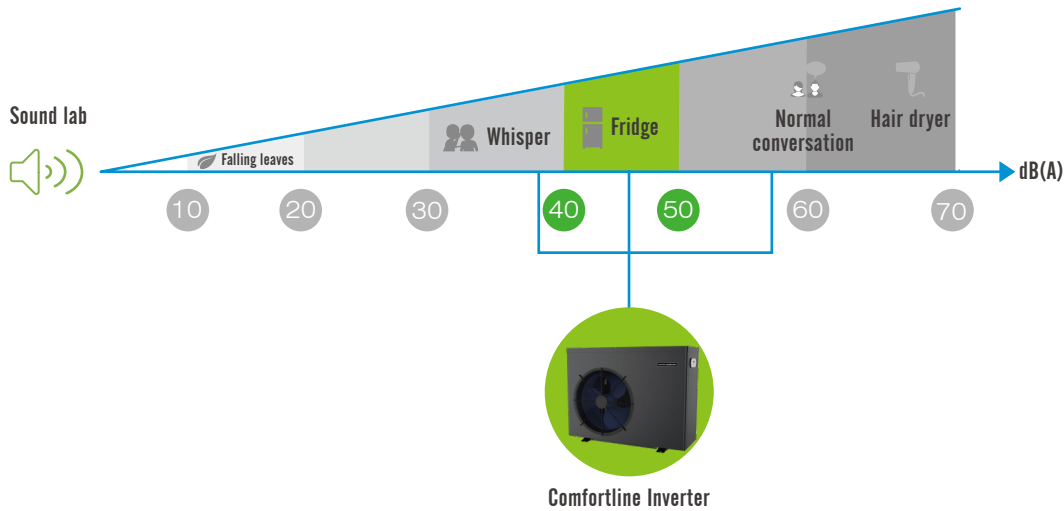 Sound lab
Falling leaves
Whisper
Fridge
Normal
conversation
Hair dryer
dB(A)
10
20
30
40
50
60
70
Comfortline Inverter